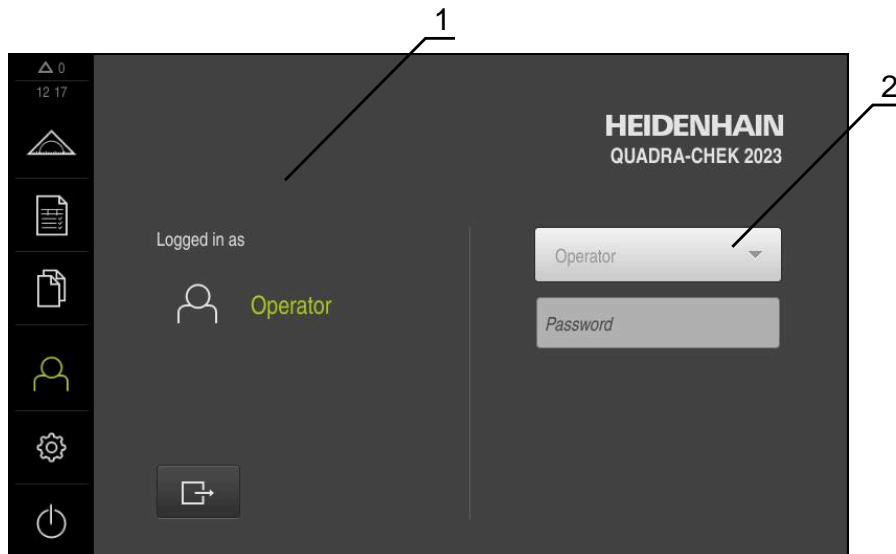 1
2
0
12 17
HEIDENHAIN
QUADRA-CHEK 2023
Logged in as
Operator
Operator
Password